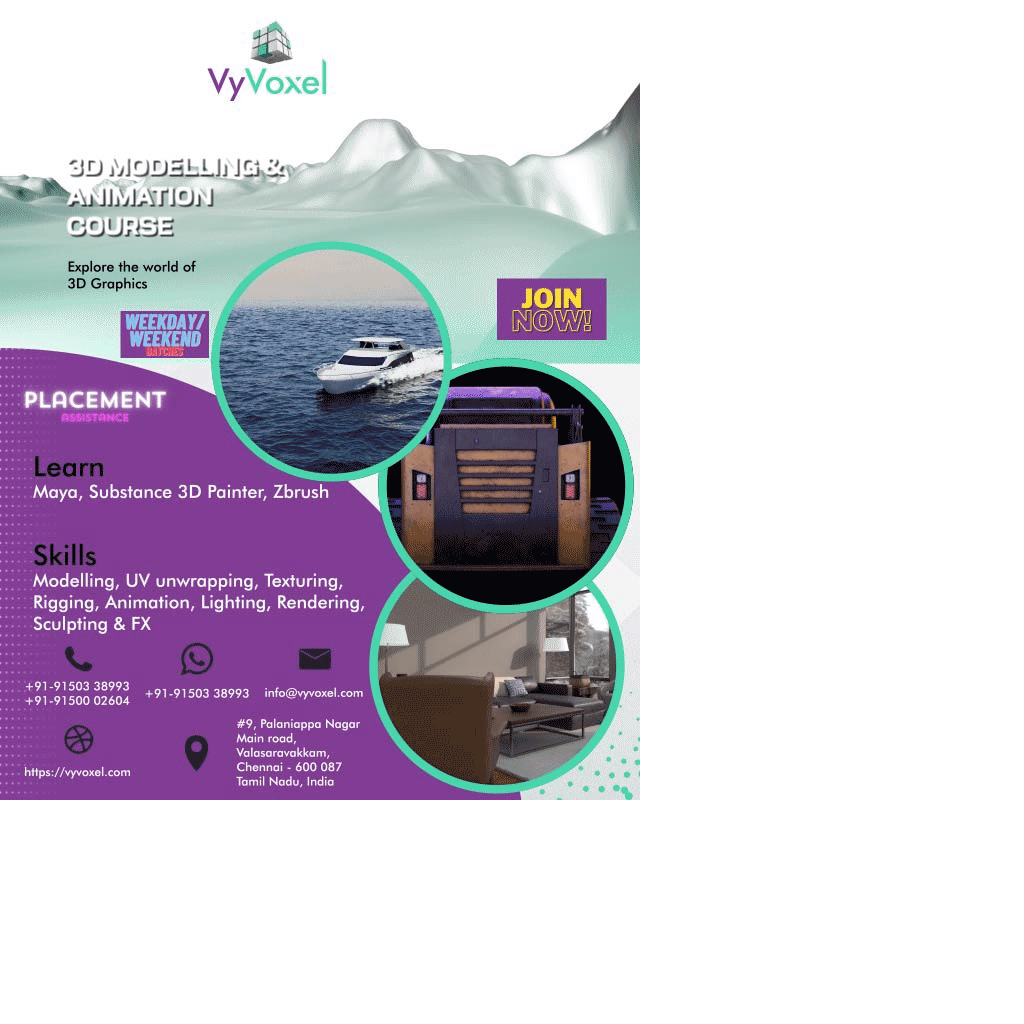 VyVoxel
3D MODELLING &
ANIMATION
COURSE
Explore the world of
3D Graphics
JOIN
NOW!
WEEKDAY/
WEEKEND
BATCHES
PLACEMENT
ASSISTANCE
Learn
Maya, Substance 3D Painter, Zbrush
Skills
Modelling, UV unwrapping, Texturing,
Rigging, Animation, Lighting, Rendering,
Sculpting & FX
+91-91503 38993
+91-91500 02604
+91-91503 38993
info@vyvoxel.com
https://vyvoxel.com
#9, Palaniappa Nagar
Main road,
Valasaravakkam,
Chennai - 600 087
Tamil Nadu, India